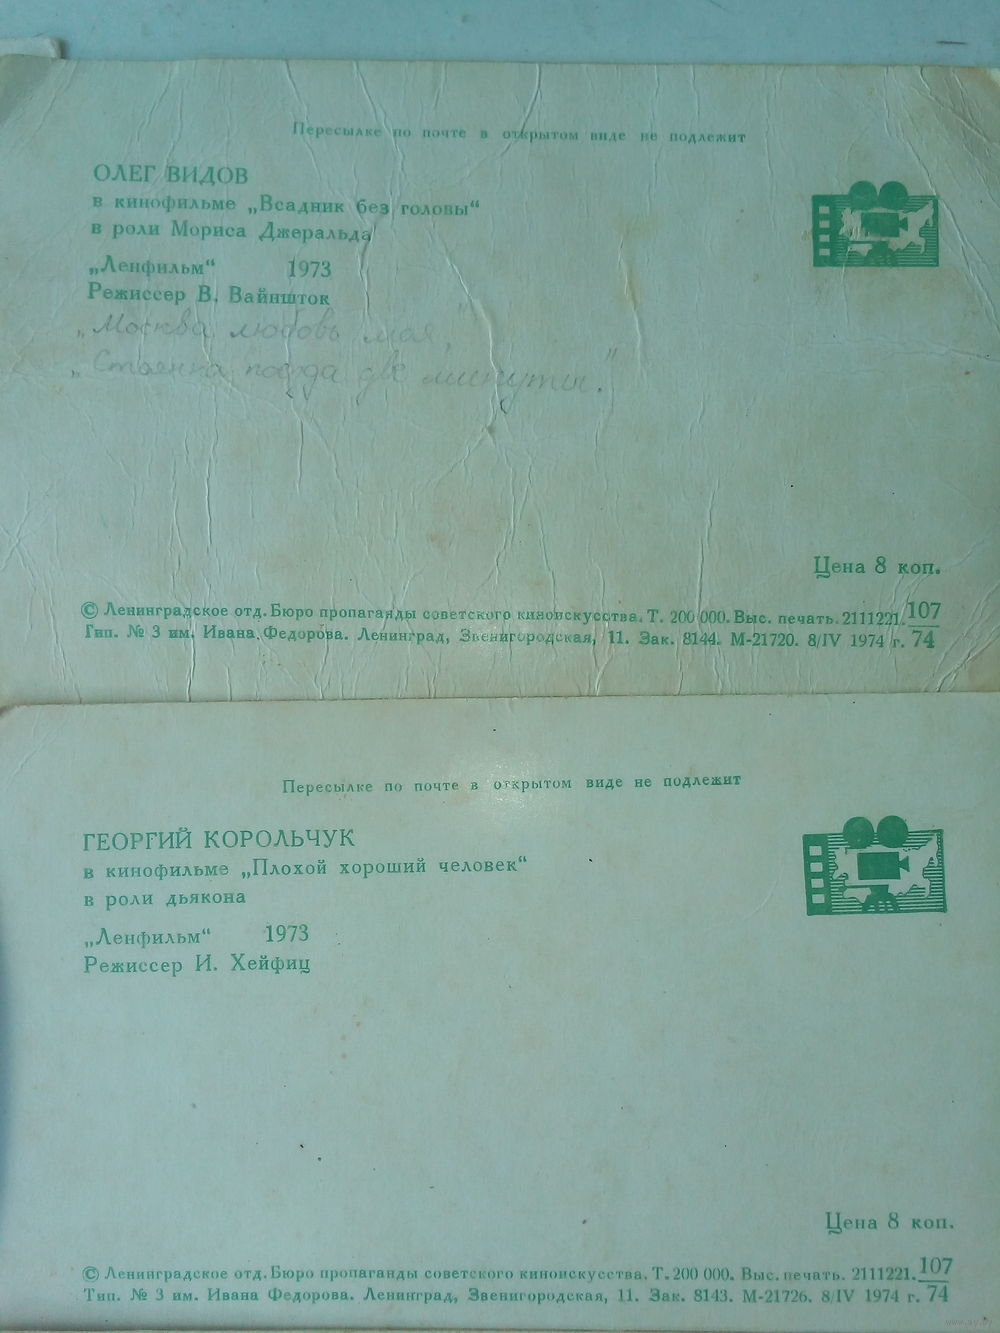 Пересылке по почте в открытом виде не подлежит
ОЛЕГ ВИДОВ
в кинофильме „Всадник без головы“
в роли Мориса Джеральда
„Ленфильм“ 1973
Режиссер В. Вайншток
„Москва любовь моя,"
„Стоянка поезда две минуты."
Цена 8 коп.
© Ленинградское отд. Бюро пропаганды советского киноискусства. Т. 200 000. Выс. печать. 2111221. 107
Тип. № 3 им. Ивана Федорова. Ленинград, Звенигородская, 11. Зак. 8144. М-21720. 8/IV 1974 г. 74
Пересылке по почте в открытом виде не подлежит
ГЕОРГИЙ КОРОЛЬЧУК
в кинофильме „Плохой хороший человек“
в роли дьякона
„Ленфильм“ 1973
Режиссер И. Хейфиц
Цена 8 коп.
© Ленинградское отд. Бюро пропаганды советского киноискусства. Т. 200 000. Выс. печать. 2111221. 107
Тип. № 3 им. Ивана Федорова. Ленинград, Звенигородская, 11. Зак. 8143. М-21726. 8/IV 1974 г. 74